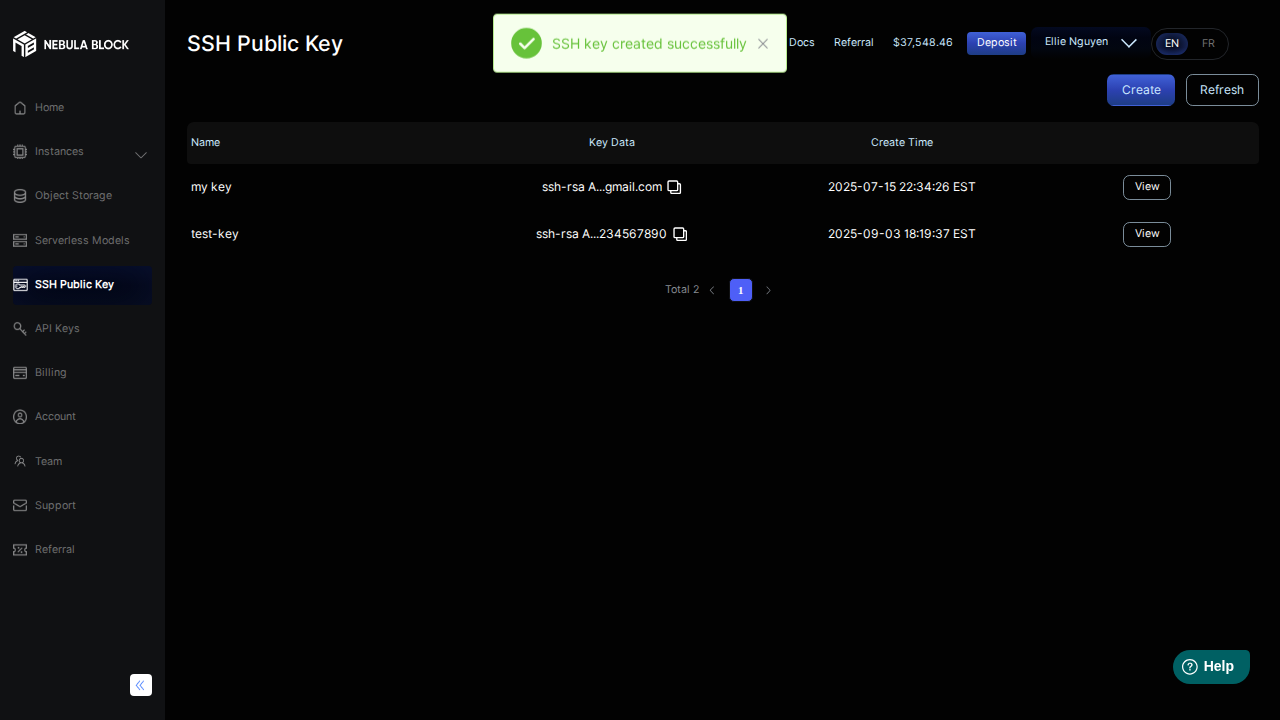 NEBULA BLOCK
SSH Public Key
SSH key created successfully
Docs
Referral
$37,548.46
Deposit
Ellie Nguyen
EN
FR
Create
Refresh
Home
Instances
Object Storage
Serverless Models
SSH Public Key
API Keys
Billing
Account
Team
Support
Referral
Name
Key Data
Create Time
my key
ssh-rsa A...gmail.com
2025-07-15 22:34:26 EST
View
test-key
ssh-rsa A...234567890
2025-09-03 18:19:37 EST
View
Total 2
1
Help